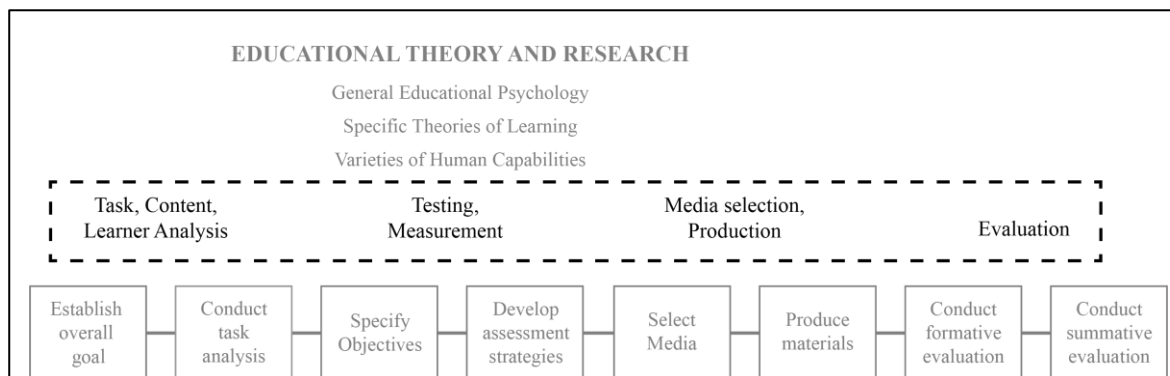 EDUCATIONAL THEORY AND RESEARCH
General Educational Psychology
Specific Theories of Learning
Varieties of Human Capabilities
Task, Content,
Learner Analysis
Testing,
Measurement
Media selection,
Production
Evaluation
Establish
overall
goal
Conduct
task
analysis
Specify
Objectives
Develop
assessment
strategies
Select
Media
Produce
materials
Conduct
formative
evaluation
Conduct
summative
evaluation